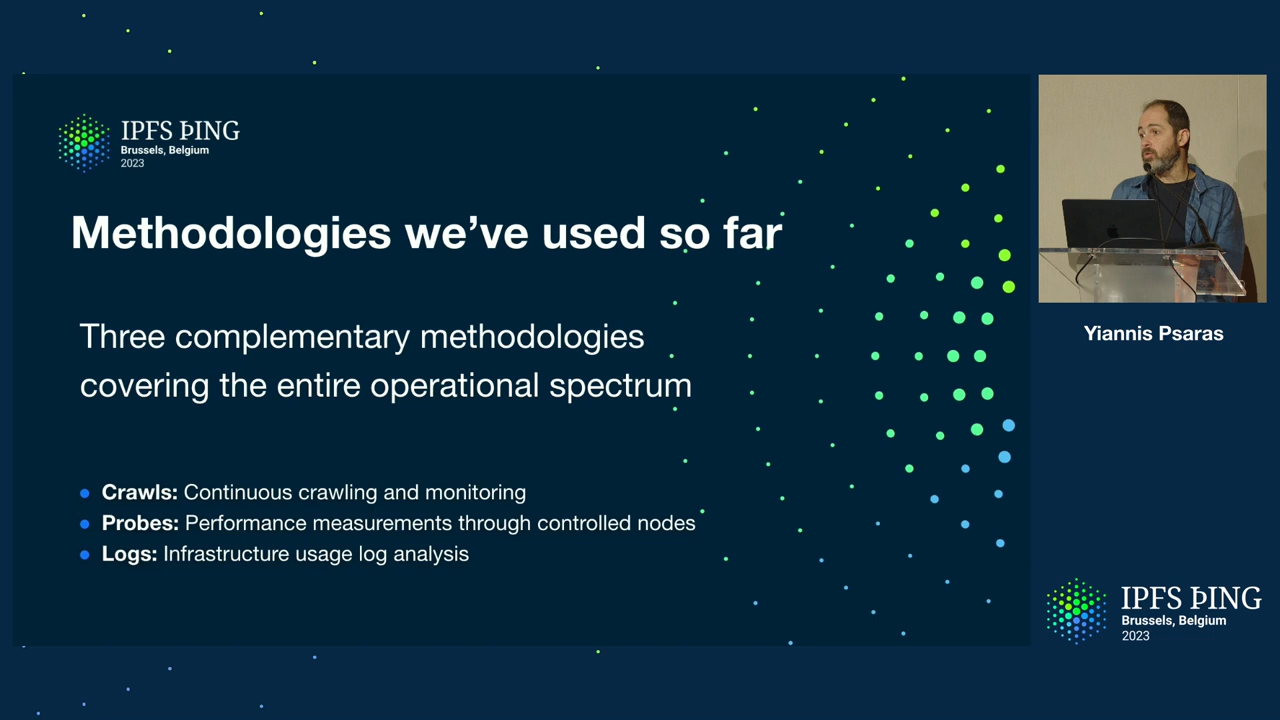 IPFS ÞING
Brussels, Belgium
2023
Methodologies we’ve used so far
Three complementary methodologies
covering the entire operational spectrum
Crawls: Continuous crawling and monitoring
Probes: Performance measurements through controlled nodes
Logs: Infrastructure usage log analysis
Yiannis Psaras
IPFS ÞING
Brussels, Belgium
2023